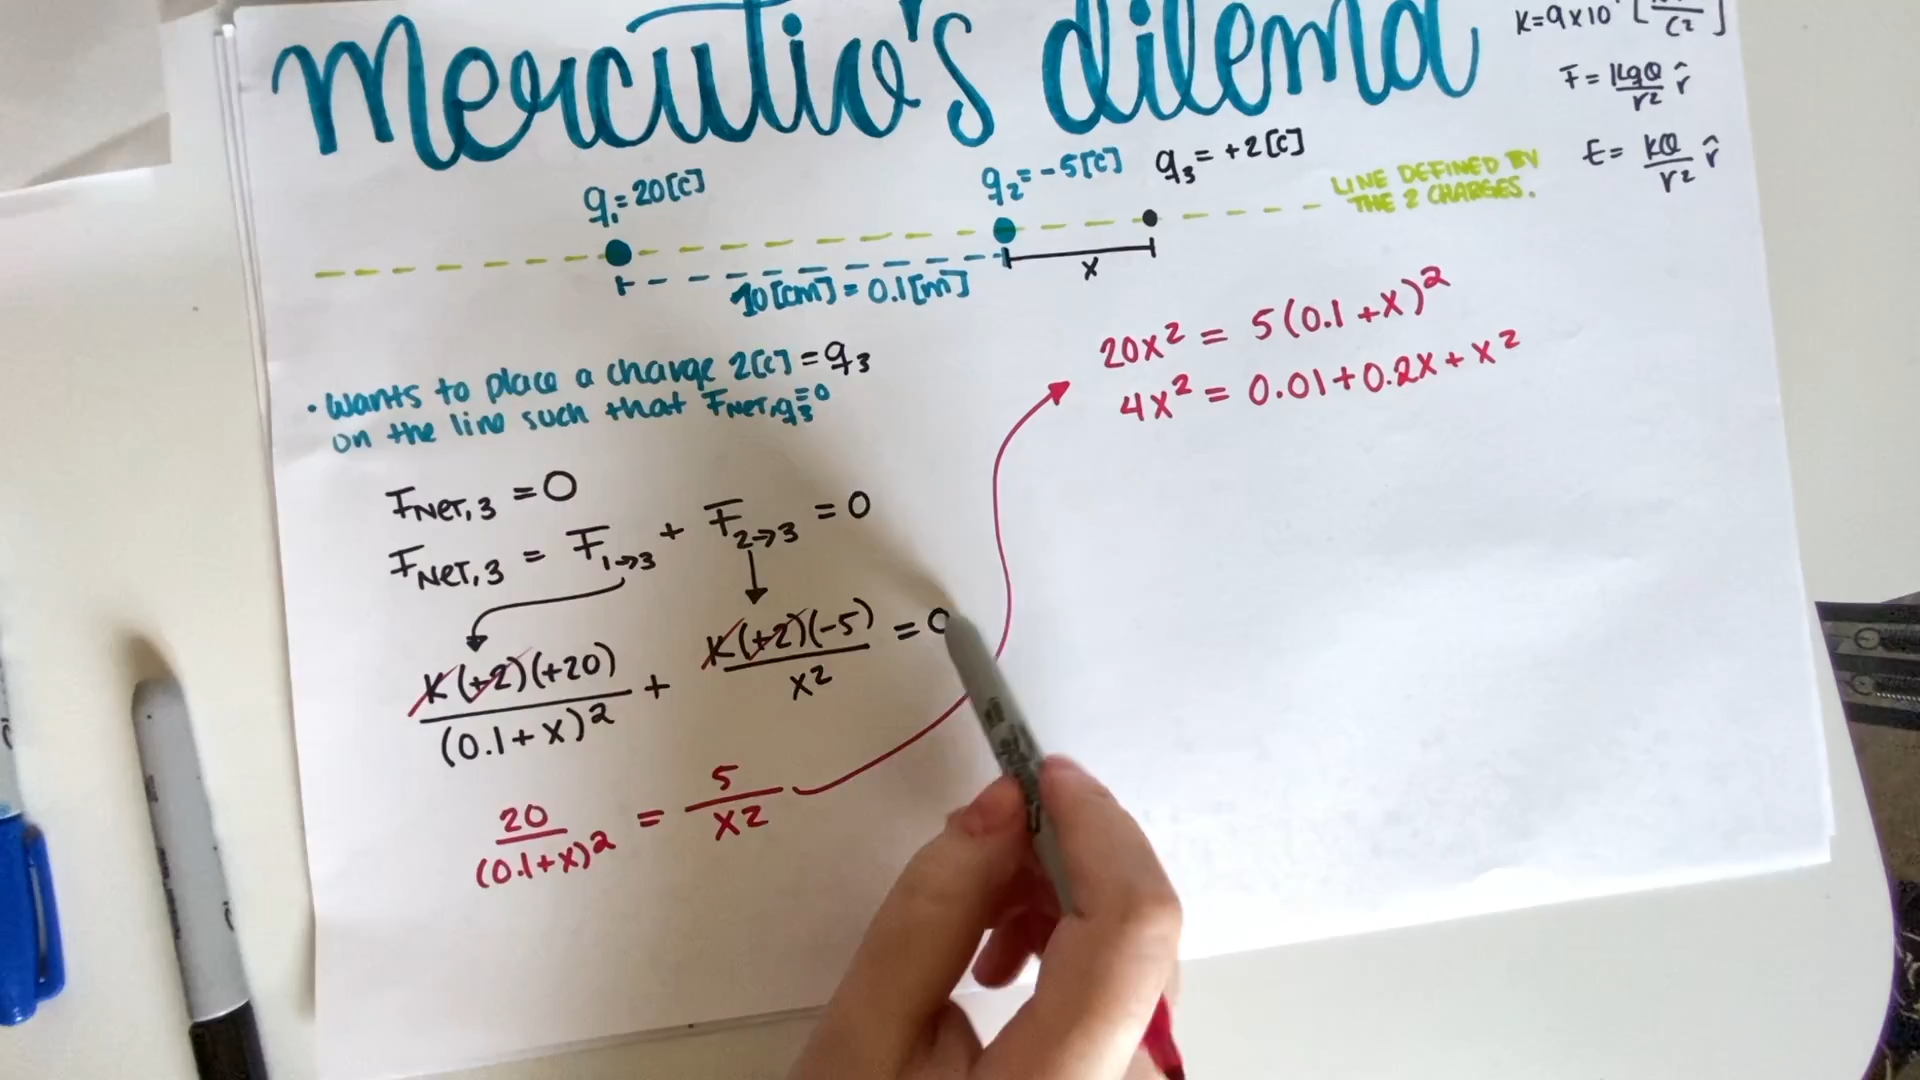 Mercutio's dilema
K=9x10
C²
F = KqQ/r² r̂
E = kQ/r² r̂
q₁=20[c]
q₂=-5[c]
q₃=+2[c]
LINE DEFINED BY
THE 2 CHARGES.
10[cm]=0.1[m]
x
• Wants to place a charge 2[c] = q₃
on the line such that F_NET,q₃=0
F_NET,3 = 0
F_NET,3 = F_1→3 + F_2→3 = 0
K(+2)(+20)/(0.1+x)² + K(+2)(-5)/x² = 0
20/(0.1+x)² = 5/x2
20x² = 5(0.1+x)²
4x² = 0.01+0.2x+x²